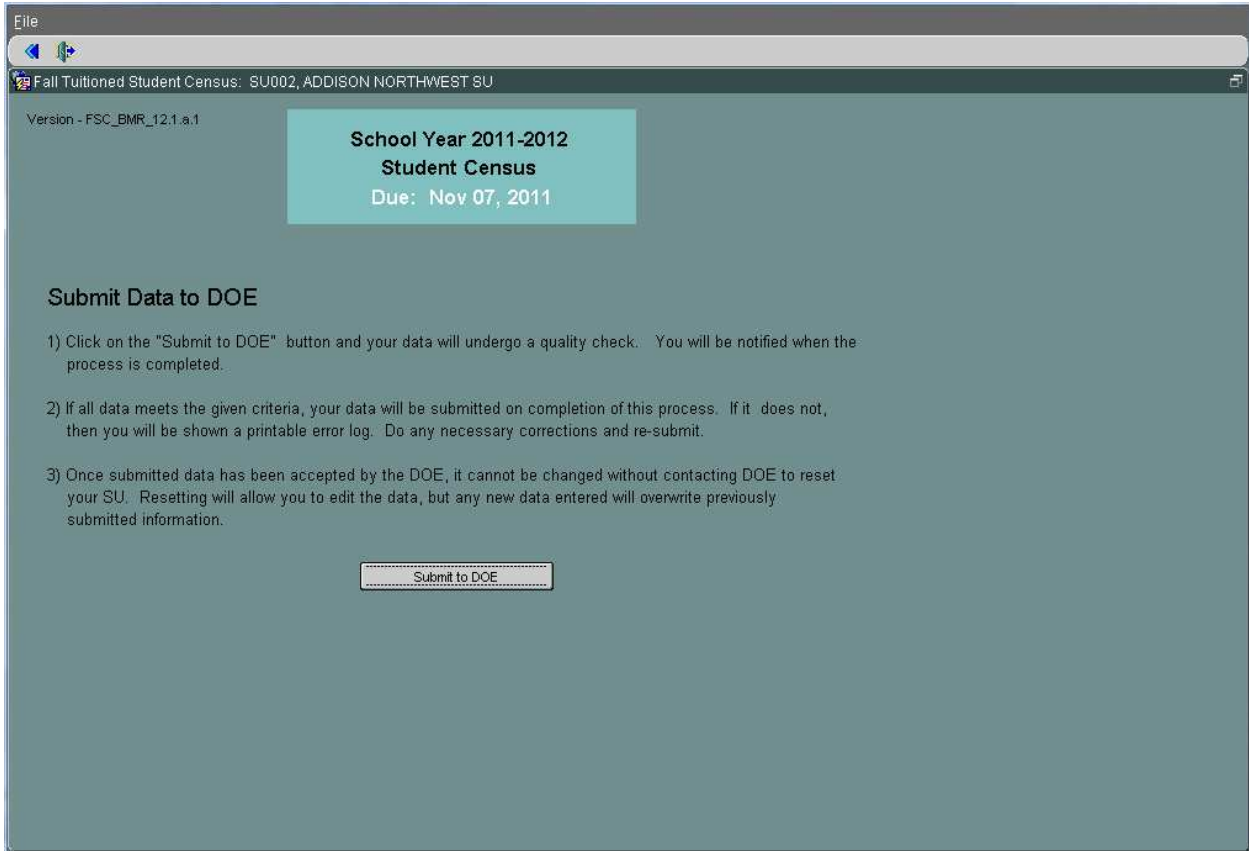 File
Fall Tuitioned Student Census: SU002, ADDISON NORTHWEST SU
Version - FSC_BMR_12.1.a.1
School Year 2011-2012
Student Census
Due: Nov 07, 2011
Submit Data to DOE
1) Click on the "Submit to DOE" button and your data will undergo a quality check. You will be notified when the
process is completed.
2) If all data meets the given criteria, your data will be submitted on completion of this process. If it does not,
then you will be shown a printable error log. Do any necessary corrections and re-submit.
3) Once submitted data has been accepted by the DOE, it cannot be changed without contacting DOE to reset
your SU. Resetting will allow you to edit the data, but any new data entered will overwrite previously
submitted information.
Submit to DOE